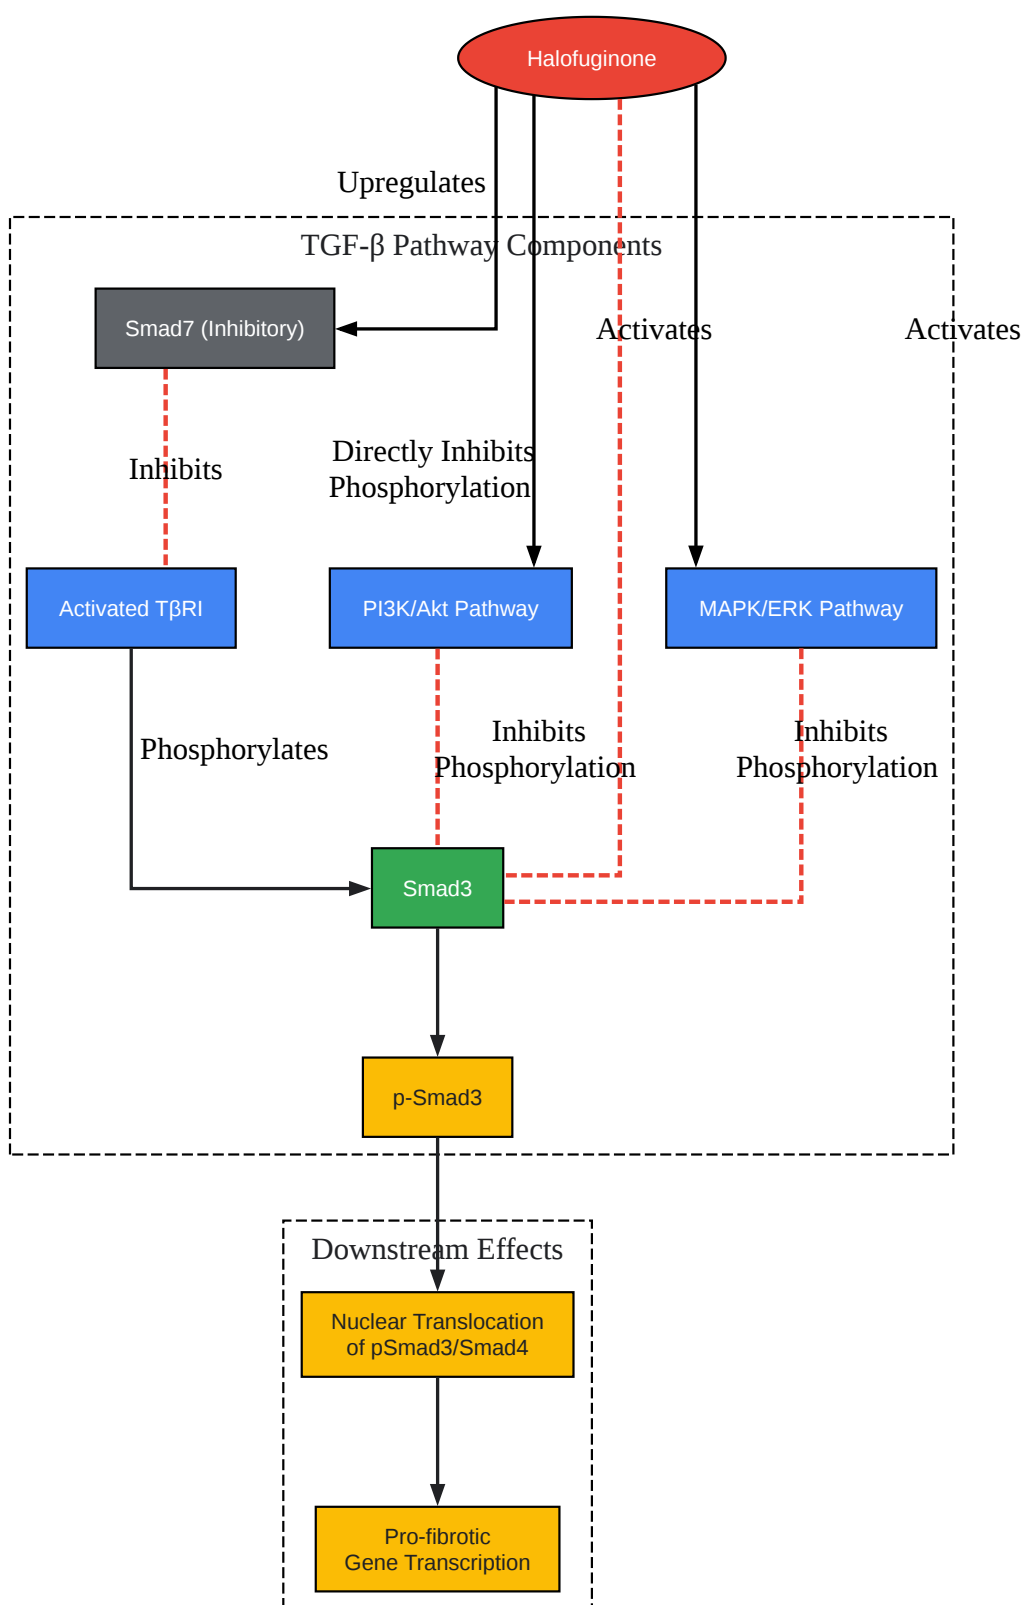 Halofuginone
Upregulates
TGF-β Pathway Components
Smad7 (Inhibitory)
Activates
Activates
Inhibits
Directly Inhibits
Phosphorylation
Activated TβRI
PI3K/Akt Pathway
MAPK/ERK Pathway
Phosphorylates
Inhibits
Phosphorylation
Inhibits
Phosphorylation
Smad3
p-Smad3
Downstream Effects
Nuclear Translocation
of pSmad3/Smad4
Pro-fibrotic
Gene Transcription